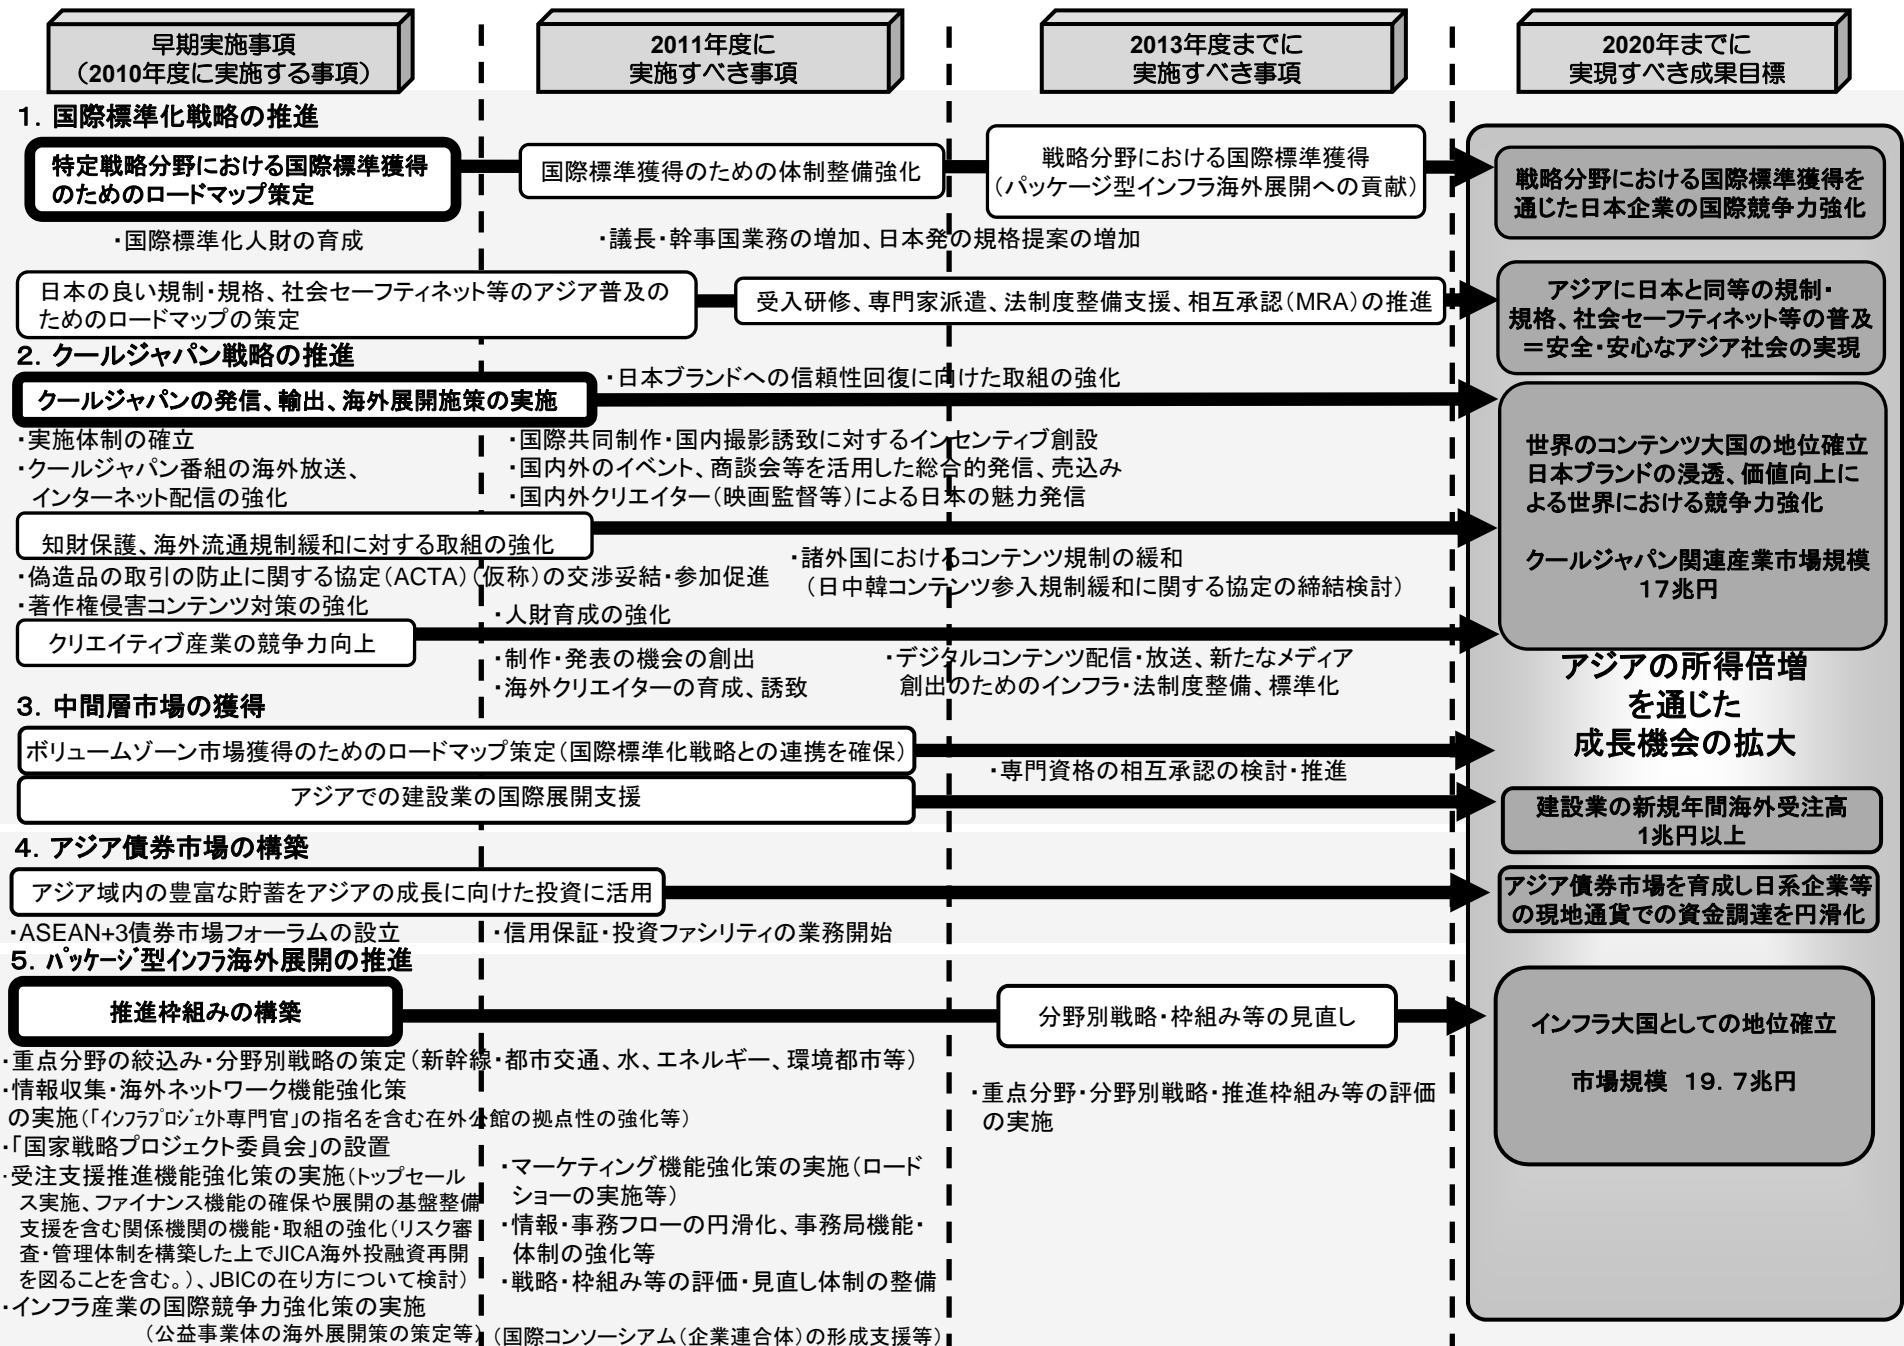 早期実施事項
（2010年度に実施する事項）
2011年度に
実施すべき事項
2013年度までに
実施すべき事項
2020年までに
実現すべき成果目標
1．国際標準化戦略の推進
特定戦略分野における国際標準獲得
のためのロードマップ策定
国際標準獲得のための体制整備強化
戦略分野における国際標準獲得
（パッケージ型インフラ海外展開への貢献）
戦略分野における国際標準獲得を
通じた日本企業の国際競争力強化
・国際標準化人財の育成
・議長・幹事国業務の増加、日本発の規格提案の増加
日本の良い規制・規格、社会セーフティネット等のアジア普及の
ためのロードマップの策定
受入研修、専門家派遣、法制度整備支援、相互承認（MRA）の推進
アジアに日本と同等の規制・
規格、社会セーフティネット等の普及
＝安全・安心なアジア社会の実現
2．クールジャパン戦略の推進
クールジャパンの発信、輸出、海外展開施策の実施
・日本ブランドへの信頼性回復に向けた取組の強化
・実施体制の確立
・クールジャパン番組の海外放送、
インターネット配信の強化
・国際共同制作・国内撮影誘致に対するインセンティブ創設
・国内外のイベント、商談会等を活用した総合的発信、売込み
・国内外クリエイター（映画監督等）による日本の魅力発信
世界のコンテンツ大国の地位確立
日本ブランドの浸透、価値向上に
よる世界における競争力強化
クールジャパン関連産業市場規模
17兆円
知財保護、海外流通規制緩和に対する取組の強化
・偽造品の取引の防止に関する協定（ACTA）（仮称）の交渉妥結・参加促進
・著作権侵害コンテンツ対策の強化
・諸外国におけるコンテンツ規制の緩和
（日中韓コンテンツ参入規制緩和に関する協定の締結検討）
・人財育成の強化
クリエイティブ産業の競争力向上
・制作・発表の機会の創出
・海外クリエイターの育成、誘致
・デジタルコンテンツ配信・放送、新たなメディア
創出のためのインフラ・法制度整備、標準化
アジアの所得倍増
を通じた
成長機会の拡大
3．中間層市場の獲得
ボリュームゾーン市場獲得のためのロードマップ策定（国際標準化戦略との連携を確保）
・専門資格の相互承認の検討・推進
アジアでの建設業の国際展開支援
建設業の新規年間海外受注高
1兆円以上
4．アジア債券市場の構築
アジア域内の豊富な貯蓄をアジアの成長に向けた投資に活用
アジア債券市場を育成し日系企業等
の現地通貨での資金調達を円滑化
・ASEAN+3債券市場フォーラムの設立
・信用保証・投資ファシリティの業務開始
5．パッケージ型インフラ海外展開の推進
推進枠組みの構築
分野別戦略・枠組み等の見直し
インフラ大国としての地位確立
市場規模 19．7兆円
・重点分野の絞込み・分野別戦略の策定（新幹線・都市交通、水、エネルギー、環境都市等）
・情報収集・海外ネットワーク機能強化策
の実施（「インフラプロジェクト専門官」の指名を含む在外公館の拠点性の強化等）
・「国家戦略プロジェクト委員会」の設置
・受注支援推進機能強化策の実施（トップセール
ス実施、ファイナンス機能の確保や展開の基盤整備
支援を含む関係機関の機能・取組の強化（リスク審
査・管理体制を構築した上でJICA海外投融資再開
を図ることを含む。）、JBICの在り方について検討）
・インフラ産業の国際競争力強化策の実施
（公益事業体の海外展開策の策定等）
・マーケティング機能強化策の実施（ロード
ショーの実施等）
・情報・事務フローの円滑化、事務局機能・
体制の強化等
・戦略・枠組み等の評価・見直し体制の整備
（国際コンソーシアム（企業連合体）の形成支援等）
・重点分野・分野別戦略・推進枠組み等の評価
の実施